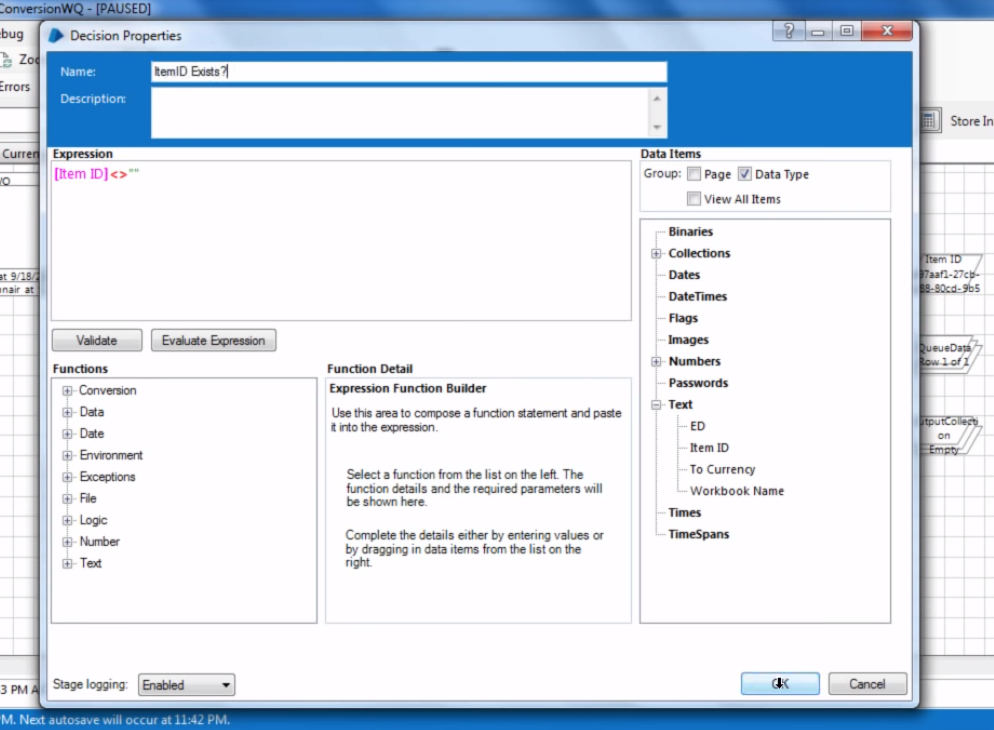 ConversionWQ - [PAUSED]
bug
Decision Properties
?
X
Zoo
Errors
Name: ItemID Exists?
Description:
Store In
Curren
Expression
[Item ID]<>""
Data Items
Group: Page Data Type
View All Items
Binaries
Collections
Dates
DateTimes
Flags
Images
Numbers
Passwords
Text
ED
Item ID
To Currency
Workbook Name
Times
TimeSpans
Validate
Evaluate Expression
Functions
Conversion
Data
Date
Environment
Exceptions
File
Logic
Number
Text
Function Detail
Expression Function Builder
Use this area to compose a function statement and paste
it into the expression.
Select a function from the list on the left. The
function details and the required parameters will
be shown here.
Complete the details either by entering values or
by dragging in data items from the list on the
right.
at 9/18/2
nnair at
Item ID
97aaf1-27cb-
88-80cd-9b5
QueueData
Row 1 of 1
utputCollecti
on
Empty
Stage logging: Enabled
OK
Cancel
3 PM A
PM. Next autosave will occur at 11:42 PM.